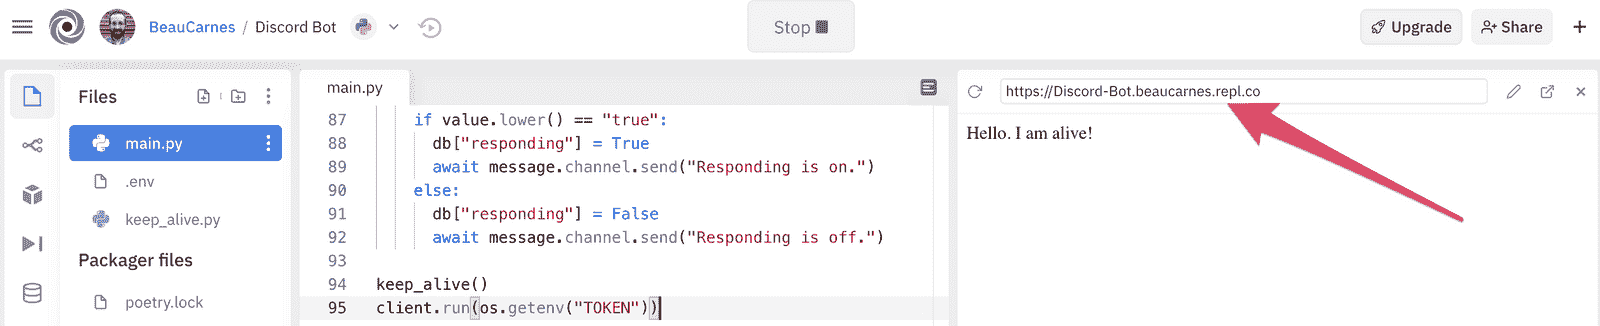 BeauCarnes / Discord Bot
Stop
Upgrade
Share
Files
main.py
.env
keep_alive.py
Packager files
poetry.lock
main.py
87 if value.lower() == "true":
88 db["responding"] = True
89 await message.channel.send("Responding is on.")
90 else:
91 db["responding"] = False
92 await message.channel.send("Responding is off.")
93
94 keep_alive()
95 client.run(os.getenv("TOKEN"))
https://Discord-Bot.beaucarnes.repl.co
Hello. I am alive!